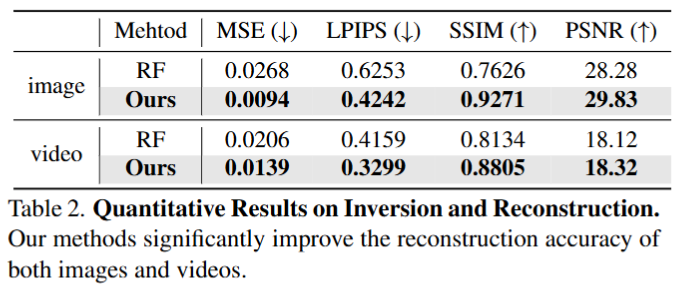 Mehtod MSE (↓) LPIPS (↓) SSIM (↑) PSNR (↑)
image RF 0.0268 0.6253 0.7626 28.28
Ours 0.0094 0.4242 0.9271 29.83
video RF 0.0206 0.4159 0.8134 18.12
Ours 0.0139 0.3299 0.8805 18.32
Table 2. Quantitative Results on Inversion and Reconstruction.
Our methods significantly improve the reconstruction accuracy of
both images and videos.